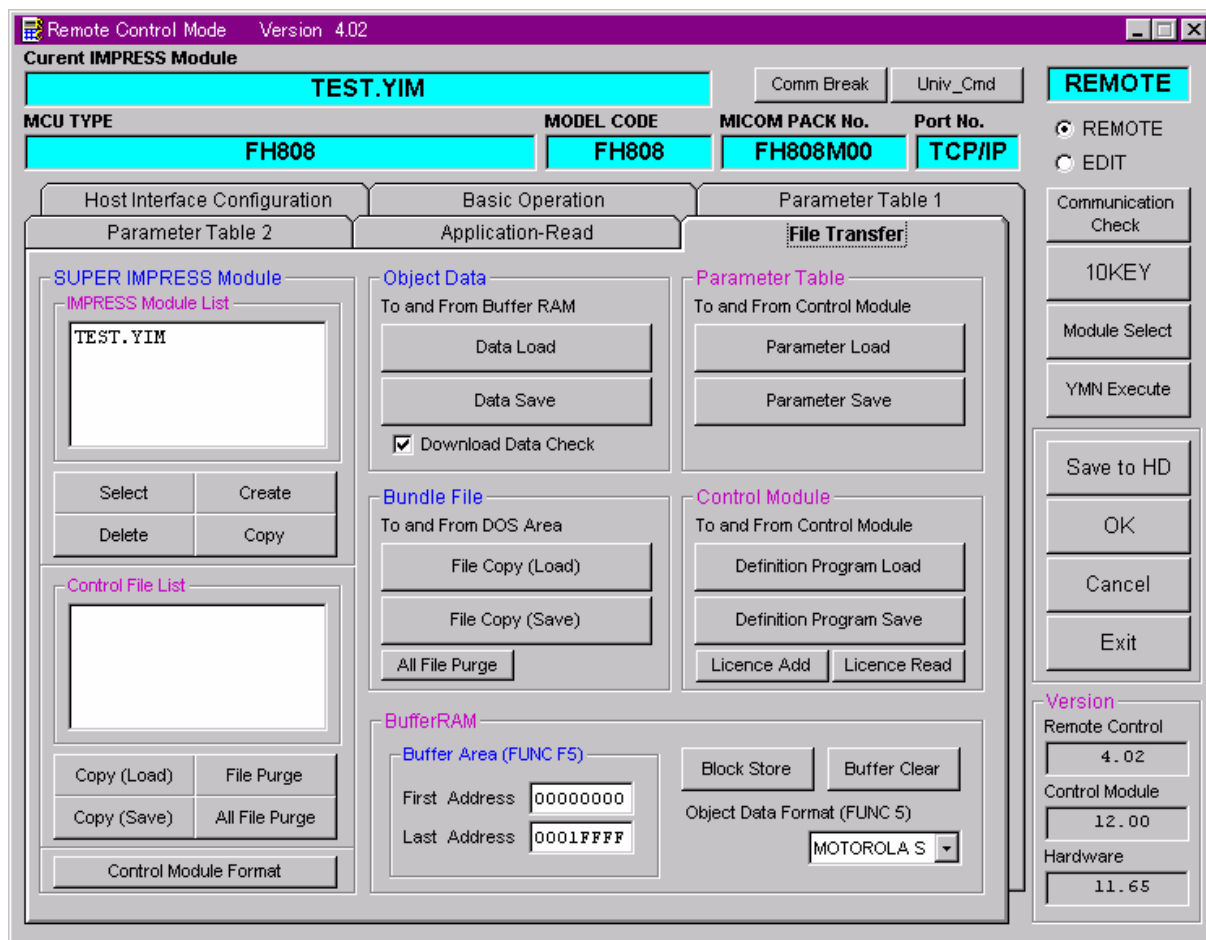 Remote Control Mode Version 4.02
Curent IMPRESS Module
TEST.YIM
Comm Break
Univ_Cmd
REMOTE
MCU TYPE
MODEL CODE
MICOM PACK No.
Port No.
FH808
FH808
FH808M00
TCP/IP
REMOTE
EDIT
Host Interface Configuration
Basic Operation
Parameter Table 1
Parameter Table 2
Application-Read
File Transfer
Communication
Check
10KEY
Module Select
YMN Execute
Save to HD
OK
Cancel
Exit
SUPER IMPRESS Module
IMPRESS Module List
TEST.YIM
Select
Create
Delete
Copy
Control File List
Copy (Load)
File Purge
Copy (Save)
All File Purge
Control Module Format
Object Data
To and From Buffer RAM
Data Load
Data Save
Download Data Check
Parameter Table
To and From Control Module
Parameter Load
Parameter Save
Bundle File
To and From DOS Area
File Copy (Load)
File Copy (Save)
All File Purge
Control Module
To and From Control Module
Definition Program Load
Definition Program Save
Licence Add
Licence Read
BufferRAM
Buffer Area (FUNC F5)
First Address 00000000
Last Address 0001FFFF
Block Store
Buffer Clear
Object Data Format (FUNC 5)
MOTOROLA S
Version
Remote Control
4.02
Control Module
12.00
Hardware
11.65